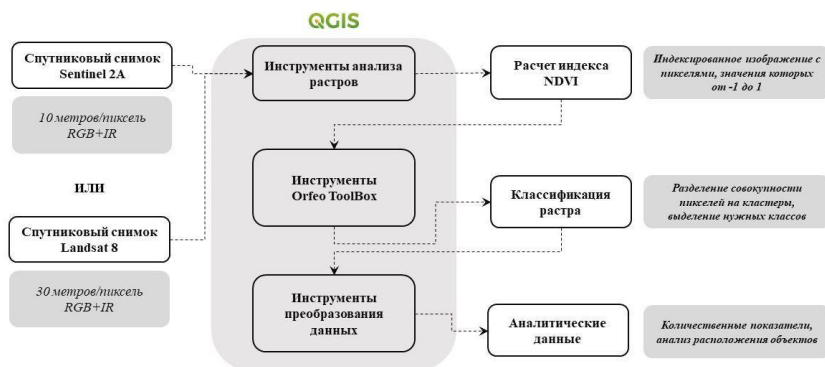 QGIS
Спутниковый снимок
Sentinel 2A
10 метров/пиксель
RGB+IR
ИЛИ
Спутниковый снимок
Landsat 8
30 метров/пиксель
RGB+IR
Инструменты анализа
растров
Инструменты
Orfeo ToolBox
Инструменты
преобразования
данных
Расчет индекса
NDVI
Классификация
растра
Аналитические
данные
Индексированное изображение с
пикселями, значения которых
от -1 до 1
Разделение совокупности
пикселей на кластеры,
выделение нужных классов
Количественные показатели,
анализ расположения объектов